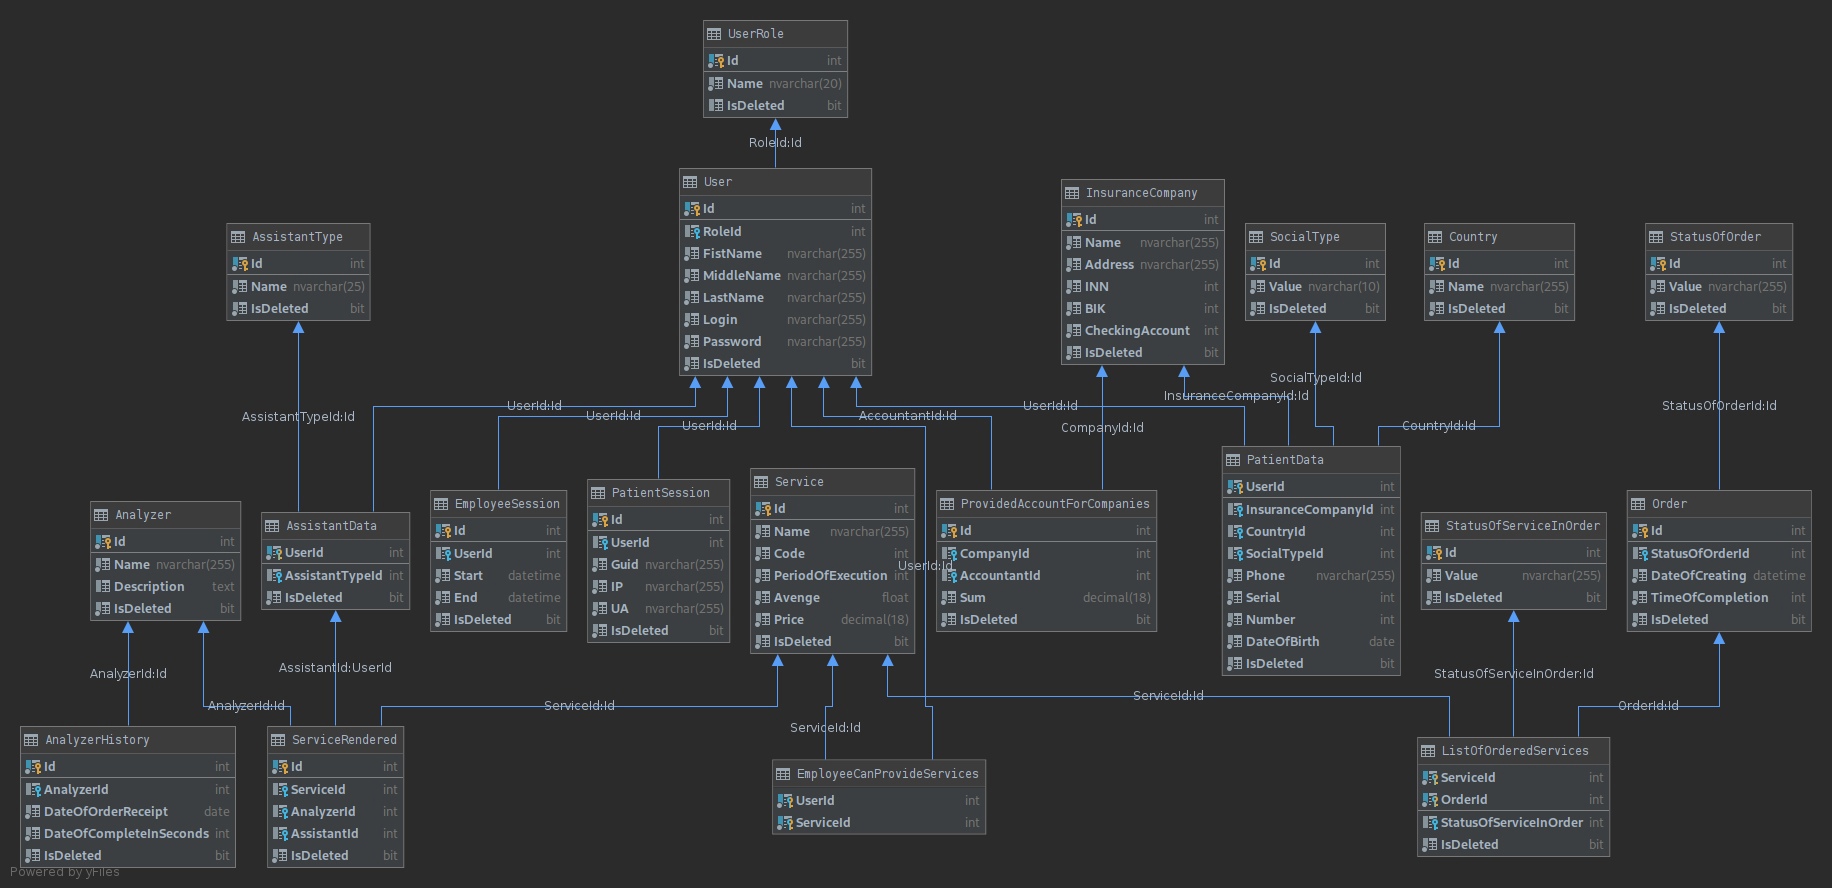 UserRole
Id int
Name nvarchar(20)
IsDeleted bit
RoleId:Id
User
Id int
RoleId int
FistName nvarchar(255)
MiddleName nvarchar(255)
LastName nvarchar(255)
Login nvarchar(255)
Password nvarchar(255)
IsDeleted bit
InsuranceCompany
Id int
Name nvarchar(255)
Address nvarchar(255)
INN int
BIK int
CheckingAccount int
IsDeleted bit
AssistantType
Id int
Name nvarchar(25)
IsDeleted bit
SocialType
Id int
Value nvarchar(10)
IsDeleted bit
Country
Id int
Name nvarchar(255)
IsDeleted bit
StatusOfOrder
Id int
Value nvarchar(255)
IsDeleted bit
AssistantTypeId:Id
UserId:Id
UserId:Id
UserId:Id
AccountantId:Id
UserId:Id
CompanyId:Id
InsuranceCompanyId:Id
SocialTypeId:Id
CountryId:Id
StatusOfOrderId:Id
Analyzer
Id int
Name nvarchar(255)
Description text
IsDeleted bit
AssistantData
UserId int
AssistantTypeId int
IsDeleted bit
EmployeeSession
Id int
UserId int
Start datetime
End datetime
IsDeleted bit
PatientSession
Id int
UserId int
Guid nvarchar(255)
IP nvarchar(255)
UA nvarchar(255)
IsDeleted bit
Service
Id int
Name nvarchar(255)
Code int
PeriodOfExecution int
Avenge float
Price decimal(18)
IsDeleted bit
UserId:Id
ProvidedAccountForCompanies
Id int
CompanyId int
AccountantId int
Sum decimal(18)
IsDeleted bit
PatientData
UserId int
InsuranceCompanyId int
CountryId int
SocialTypeId int
Phone nvarchar(255)
Serial int
Number int
DateOfBirth date
IsDeleted bit
StatusOfServiceInOrder
Id int
Value nvarchar(255)
IsDeleted bit
Order
Id int
StatusOfOrderId int
DateOfCreating datetime
TimeOfCompletion int
IsDeleted bit
AnalyzerId:Id
AssistantId:UserId
AnalyzerId:Id
ServiceId:Id
ServiceId:Id
ServiceId:Id
StatusOfServiceInOrder:Id
OrderId:Id
AnalyzerHistory
Id int
AnalyzerId int
DateOfOrderReceipt date
DateOfCompleteInSeconds int
IsDeleted bit
ServiceRendered
Id int
ServiceId int
AnalyzerId int
AssistantId int
IsDeleted bit
EmployeeCanProvideServices
UserId int
ServiceId int
ListOfOrderedServices
ServiceId int
OrderId int
StatusOfServiceInOrder int
IsDeleted bit
Powered by yFiles